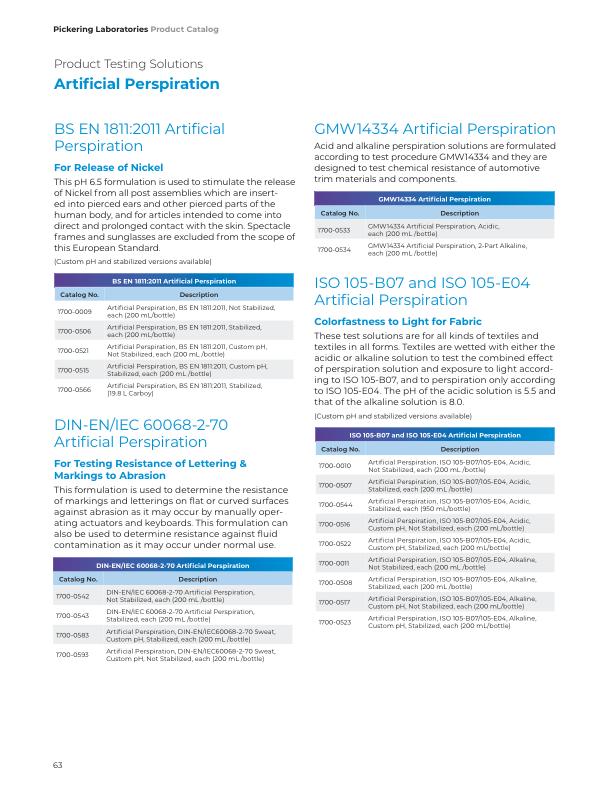 Pickering Laboratories Product Catalog
Product Testing Solutions
Artificial Perspiration
BS EN 1811:2011 Artificial
Perspiration
For Release of Nickel
This pH 6.5 formulation is used to stimulate the release
of Nickel from all post assemblies which are insert-
ed into pierced ears and other pierced parts of the
human body, and for articles intended to come into
direct and prolonged contact with the skin. Spectacle
frames and sunglasses are excluded from the scope of
this European Standard.
(Custom pH and stabilized versions available)
BS EN 1811:2011 Artificial Perspiration
Catalog No. Description
1700-0009 Artificial Perspiration, BS EN 1811:2011, Not Stabilized,
each (200 mL/bottle)
1700-0506 Artificial Perspiration, BS EN 1811:2011, Stabilized,
each (200 mL/bottle)
1700-0521 Artificial Perspiration, BS EN 1811:2011, Custom pH,
Not Stabilized, each (200 mL/bottle)
1700-0515 Artificial Perspiration, BS EN 1811:2011, Custom pH,
Stabilized, each (200 mL/bottle)
1700-0566 Artificial Perspiration, BS EN 1811:2011, Stabilized,
(19.8 L Carboy)
DIN-EN/IEC 60068-2-70
Artificial Perspiration
For Testing Resistance of Lettering &
Markings to Abrasion
This formulation is used to determine the resistance
of markings and letterings on flat or curved surfaces
against abrasion as it may occur by manually oper-
ating actuators and keyboards. This formulation can
also be used to determine resistance against fluid
contamination as it may occur under normal use.
DIN-EN/IEC 60068-2-70 Artificial Perspiration
Catalog No. Description
1700-0542 DIN-EN/IEC 60068-2-70 Artificial Perspiration,
Not Stabilized, each (200 mL/bottle)
1700-0543 DIN-EN/IEC 60068-2-70 Artificial Perspiration,
Stabilized, each (200 mL/bottle)
1700-0583 Artificial Perspiration, DIN-EN/IEC60068-2-70 Sweat,
Custom pH, Stabilized, each (200 mL/bottle)
1700-0593 Artificial Perspiration, DIN-EN/IEC60068-2-70 Sweat,
Custom pH, Not Stabilized, each (200 mL/bottle)
GMW14334 Artificial Perspiration
Acid and alkaline perspiration solutions are formulated
according to test procedure GMW14334 and they are
designed to test chemical resistance of automotive
trim materials and components.
GMW14334 Artificial Perspiration
Catalog No. Description
1700-0533 GMW14334 Artificial Perspiration, Acidic,
each (200 mL/bottle)
1700-0534 GMW14334 Artificial Perspiration, 2-Part Alkaline,
each (200 mL/bottle)
ISO 105-B07 and ISO 105-E04
Artificial Perspiration
Colorfastness to Light for Fabric
These test solutions are for all kinds of textiles and
textiles in all forms. Textiles are wetted with either the
acidic or alkaline solution to test the combined effect
of perspiration and exposure to light accord-
ing to ISO 105-B07, and to perspiration only according
to ISO 105-E04. The pH of the acidic solution is 5.5 and
that of the alkaline solution is 8.0.
(Custom pH and stabilized versions available)
ISO 105-B07 and ISO 105-E04 Artificial Perspiration
Catalog No. Description
1700-0010 Artificial Perspiration, ISO 105-B07/105-E04, Acidic,
Not Stabilized, each (200 mL/bottle)
1700-0507 Artificial Perspiration, ISO 105-B07/105-E04, Acidic,
Stabilized, each (200 mL/bottle)
1700-0544 Artificial Perspiration, ISO 105-B07/105-E04, Acidic,
Stabilized, each (950 mL/bottle)
1700-0516 Artificial Perspiration, ISO 105-B07/105-E04, Acidic,
Custom pH, Not Stabilized, each (200 mL/bottle)
1700-0522 Artificial Perspiration, ISO 105-B07/105-E04, Acidic,
Custom pH, Stabilized, each (200 mL/bottle)
1700-0011 Artificial Perspiration, ISO 105-B07/105-E04, Alkaline,
Not Stabilized, each (200 mL/bottle)
1700-0508 Artificial Perspiration, ISO 105-B07/105-E04, Alkaline,
Stabilized, each (200 mL/bottle)
1700-0517 Artificial Perspiration, ISO 105-B07/105-E04, Alkaline,
Custom pH, Not Stabilized, each (200 mL/bottle)
1700-0523 Artificial Perspiration, ISO 105-B07/105-E04, Alkaline,
Custom pH, Stabilized, each (200 mL/bottle)
63